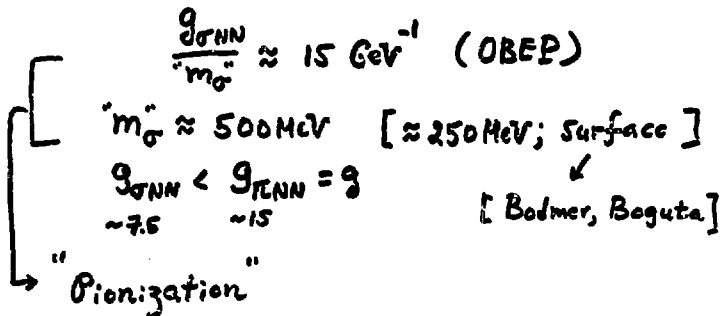 g_σNN / "m_σ" ≈ 15 GeV⁻¹ (OBEP)
"m_σ" ≈ 500 MeV [≈ 250 MeV; Surface]
g_σNN < g_πNN = g
~7.5 ~15 [Bodmer, Boguta]
"Pionization"